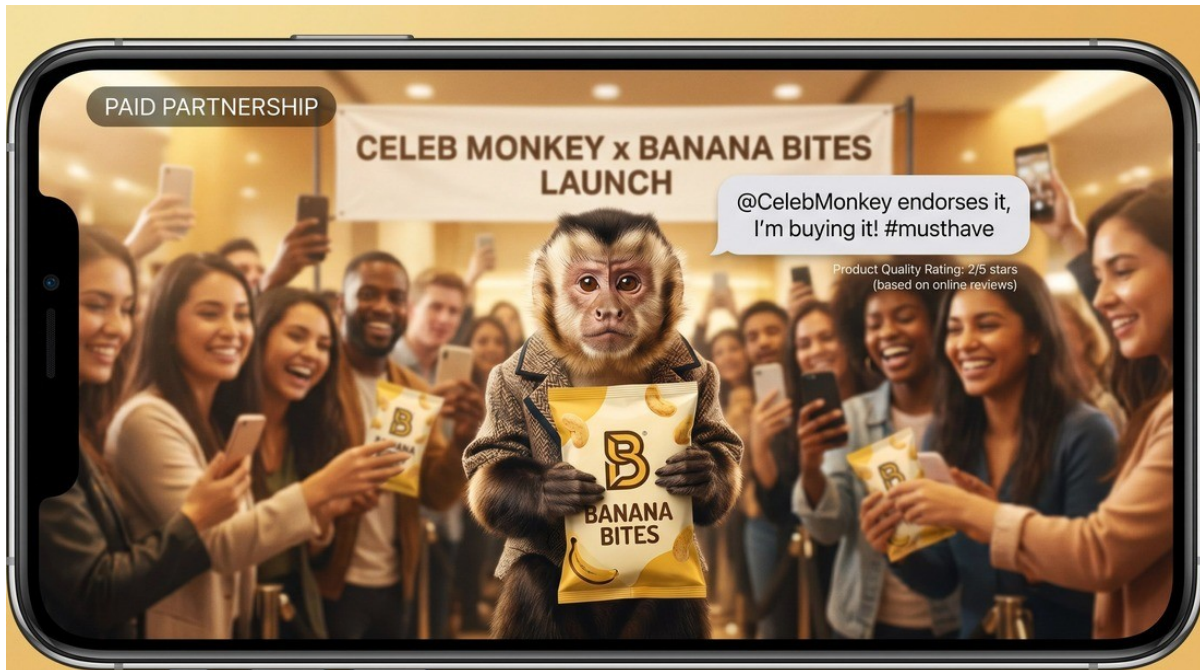 PAID PARTNERSHIP
CELEB MONKEY x BANANA BITES
LAUNCH
@CelebMonkey endorses it,
I'm buying it! #musthave
Product Quality Rating: 2/5 stars
(based on online reviews)
B
BANANA
B
BANANA
BITES
B